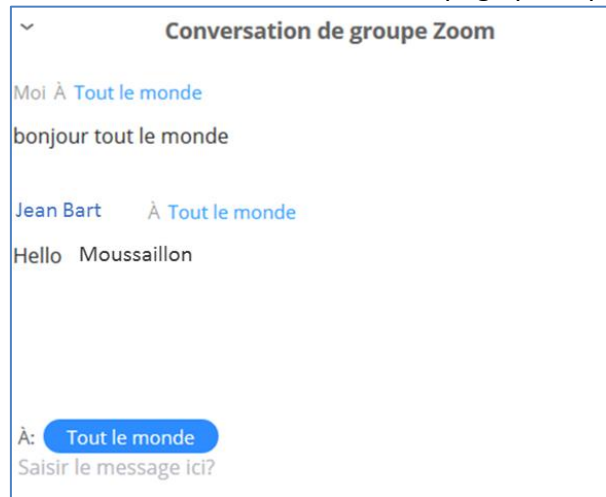 Conversation de groupe Zoom
Moi À Tout le monde
bonjour tout le monde
Jean Bart À Tout le monde
Hello Moussaillon
À: Tout le monde
Saisir le message ici?